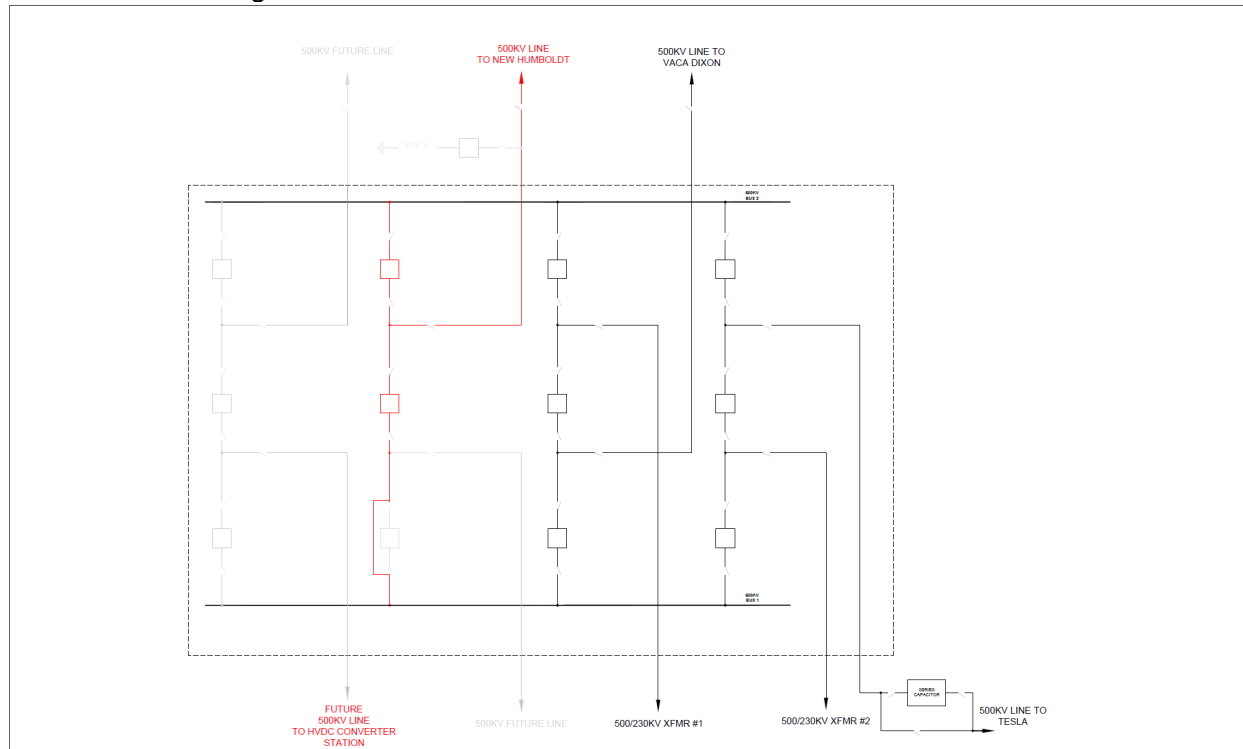 500KV FUTURE LINE
500KV LINE
TO NEW HUMBOLDT
500KV LINE TO
VACA DIXON
500KV
BUS 2
500KV
BUS 1
FUTURE
500KV LINE
TO HVDC CONVERTER
STATION
500KV FUTURE LINE
500/230KV XFMR #1
500/230KV XFMR #2
SERIES
CAPACITOR
500KV LINE TO
TESLA